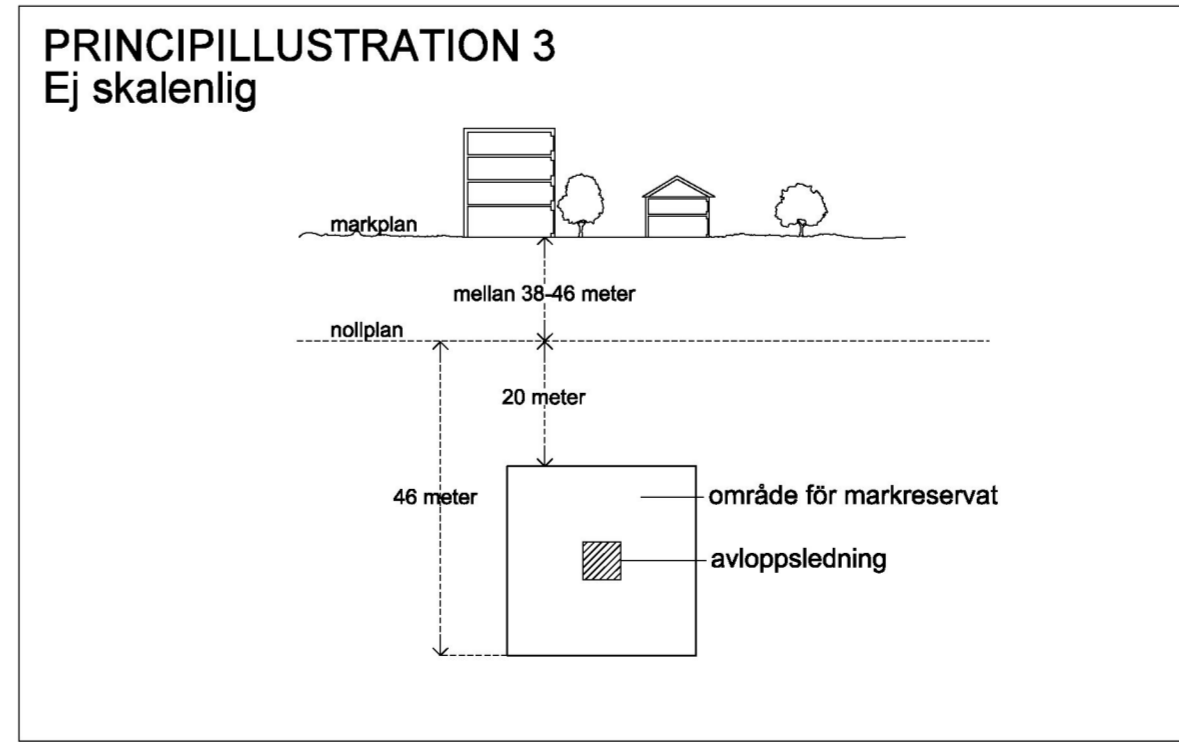 PRINCIPILLUSTRATION 3
Ej skalenlig
markplan
mellan 38-46 meter
nollplan
20 meter
46 meter
område för markreservat
avloppsledning